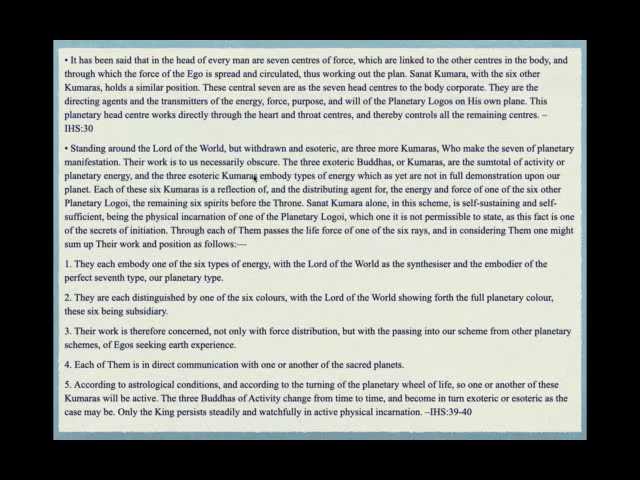 • It has been said that in the head of every man are seven centres of force, which are linked to the other centres in the body, and
through which the force of the Ego is spread and circulated, thus working out the plan. Sanat Kumara, with the six other
Kumaras, holds a similar position. These central seven are as the seven head centres to the body corporate. They are the
directing agents and the transmitters of the energy, force, purpose, and will of the Planetary Logos on His own plane. This
planetary head centre works directly through the heart and throat centres, and thereby controls all the remaining centres. –
IHS:30
• Standing around the Lord of the World, but withdrawn and esoteric, are three more Kumaras, Who make the seven of planetary
manifestation. Their work is to us necessarily obscure. The three exoteric Buddhas, or Kumaras, are the sumtotal of activity or
planetary energy, and the three esoteric Kumaras embody types of energy which as yet are not in full demonstration upon our
planet. Each of these six Kumaras is a reflection of, and the distributing agent for, the energy and force of one of the six other
Planetary Logoi, the remaining six spirits before the Throne. Sanat Kumara alone, in this scheme, is self-sustaining and self-
sufficient, being the physical incarnation of one of the Planetary Logoi, which one it is not permissible to state, as this fact is one
of the secrets of initiation. Through each of Them passes the life force of one of the six rays, and in considering Them one might
sum up Their work and position as follows:—
1. They each embody one of the six types of energy, with the Lord of the World as the synthesiser and the embodier of the
perfect seventh type, our planetary type.
2. They are each distinguished by one of the six colours, with the Lord of the World showing forth the full planetary colour,
these six being subsidiary.
3. Their work is therefore concerned, not only with force distribution, but with the passing into our scheme from other planetary
schemes, of Egos seeking earth experience.
4. Each of Them is in direct communication with one or another of the sacred planets.
5. According to astrological conditions, and according to the turning of the planetary wheel of life, so one or another of these
Kumaras will be active. The three Buddhas of Activity change from time to time, and become in turn exoteric or esoteric as the
case may be. Only the King persists steadily and watchfully in active physical incarnation. –IHS:39-40